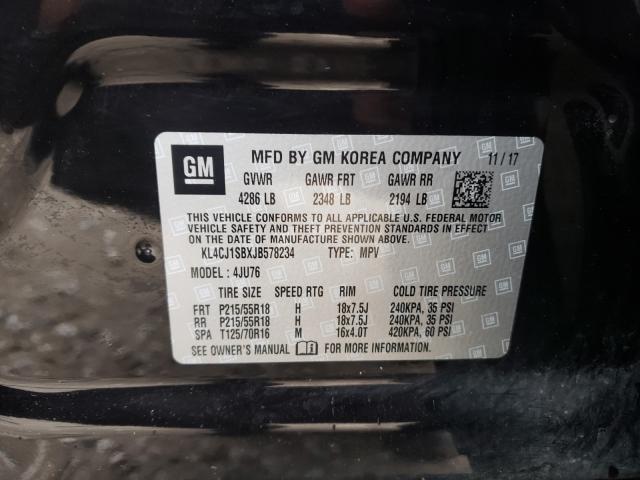 GM MFD BY GM KOREA COMPANY 11/17
GVWR GAWR FRT GAWR RR
4286 LB 2348 LB 2194 LB
THIS VEHICLE CONFORMS TO ALL APPLICABLE U.S. FEDERAL MOTOR
VEHICLE SAFETY AND THEFT PREVENTION STANDARDS IN EFFECT
ON THE DATE OF MANUFACTURE SHOWN ABOVE.
KL4CJ1SBXJB578234 TYPE: MPV
MODEL : 4JU76
TIRE SIZE SPEED RTG RIM COLD TIRE PRESSURE
FRT P215/55R18 H 18x7.5J 240KPA, 35 PSI
RR P215/55R18 H 18x7.5J 240KPA, 35 PSI
SPA T125/70R16 M 16x4.0T 420KPA, 60 PSI
SEE OWNER'S MANUAL FOR MORE INFORMATION.